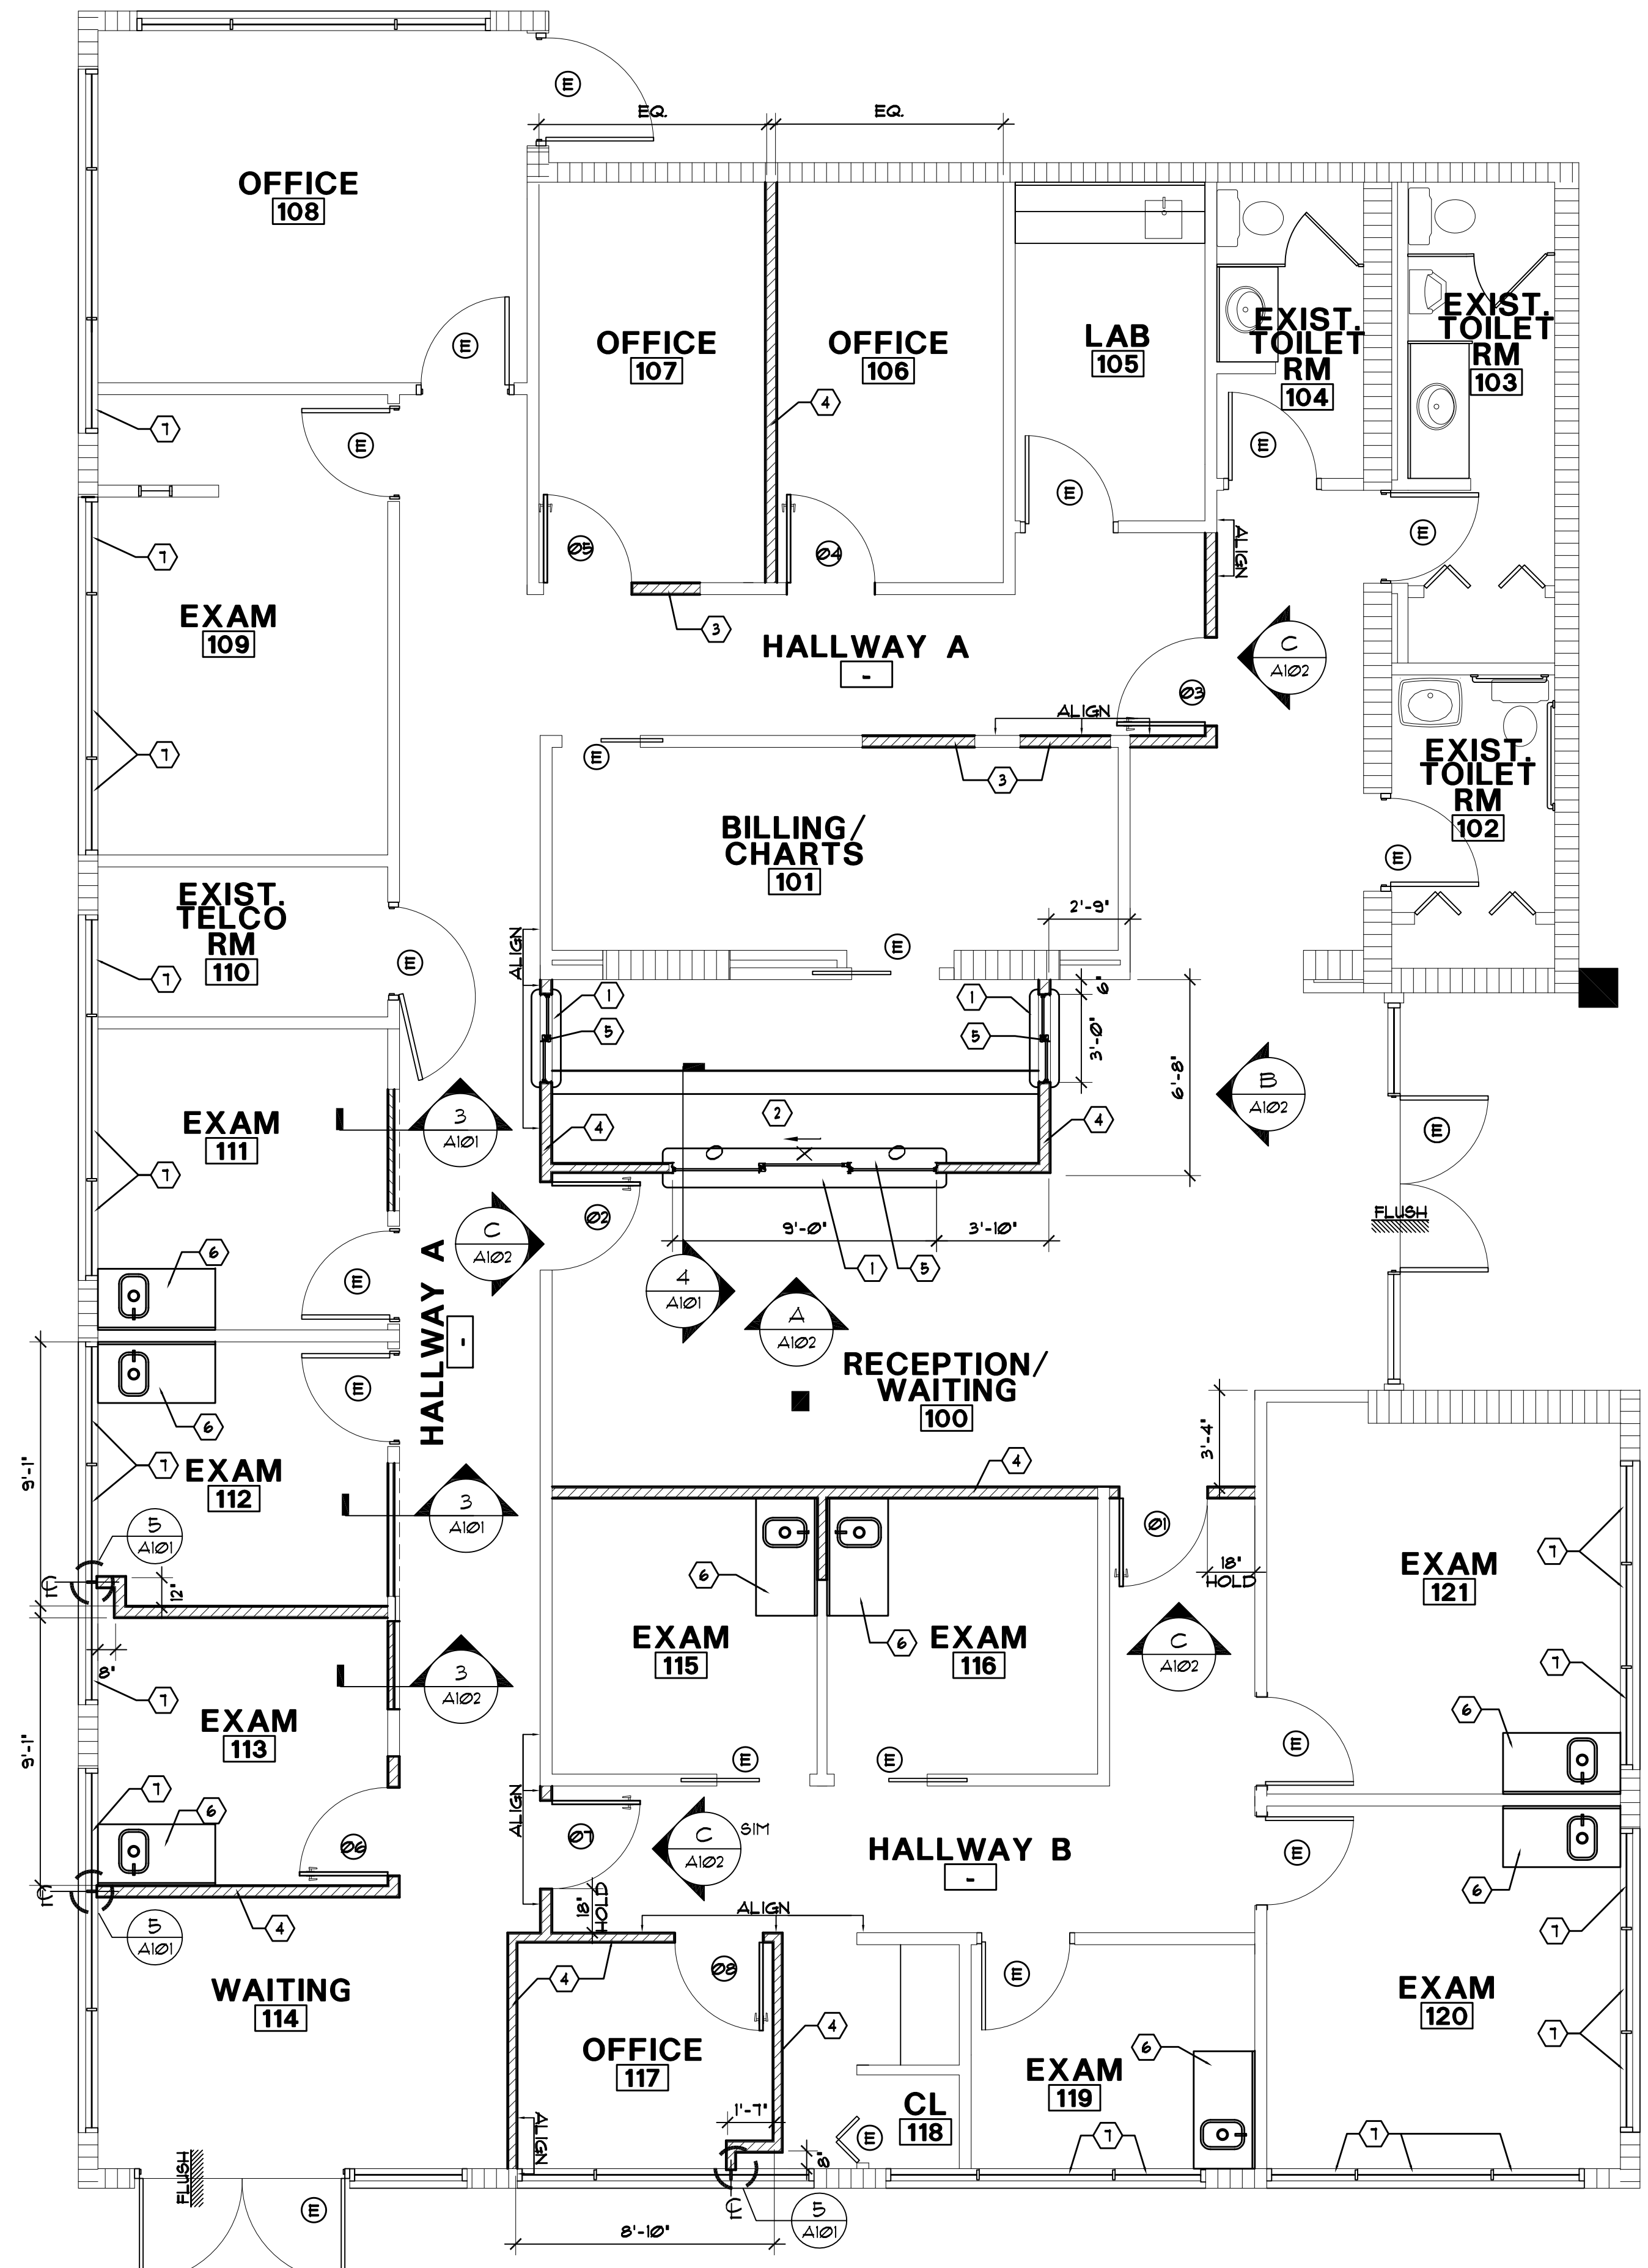 E
EQ.
EQ.
OFFICE
108
OFFICE
107
OFFICE
106
LAB
105
EXIST.
TOILET
RM
104
EXIST.
TOILET
RM
103
E
4
7
E
E
E
E
7
05
04
ALIGN
EXAM
109
3
HALLWAY A
-
C
A102
03
ALIGN
7
E
3
EXIST.
TOILET
RM
102
BILLING/
CHARTS
101
E
EXIST.
TELCO
RM
110
2'-9"
ALIGN
E
E
7
1
5
1
5
6"
3'-0"
6'-8"
B
A102
EXAM
111
3
A101
2
4
4
E
7
02
FLUSH
C
A102
9'-0"
3'-10"
6
E
1
5
4
A101
A
A102
HALLWAY A
-
RECEPTION/
WAITING
100
E
6
3'-4"
9'-1"
7
EXAM
112
4
3
A101
5
A101
01
7
18"
HOLD
EXAM
121
6
12"
EXAM
115
EXAM
116
6
C
A102
8"
3
A102
7
7
EXAM
113
6
9'-1"
E
E
E
7
6
06
ALIGN
07
C
A102
SIM
HALLWAY B
-
E
6
4
18"
HOLD
ALIGN
7
5
A101
4
08
E
WAITING
114
EXAM
120
OFFICE
117
4
7
6
EXAM
119
CL
118
1'-7"
ALIGN
E
7
7
8"
FLUSH
E
8'-10"
5
A101